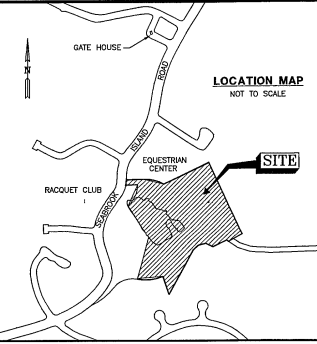 GATE HOUSE
LOCATION MAP
NOT TO SCALE
SEABROOK ISLAND ROAD
EQUESTRIAN
CENTER
SITE
RACQUET CLUB